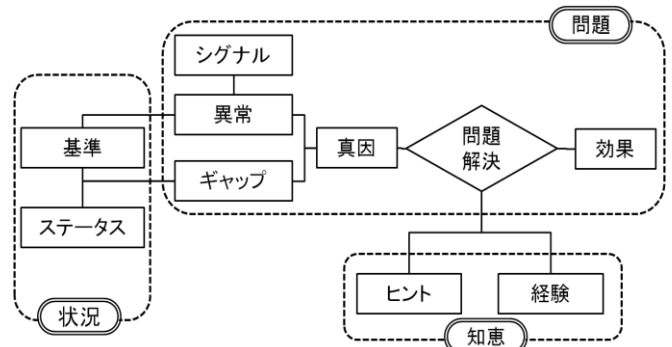 問題
シグナル
異常
基準
真因
問題
解決
効果
ギャップ
ステータス
ヒント
経験
状況
知恵